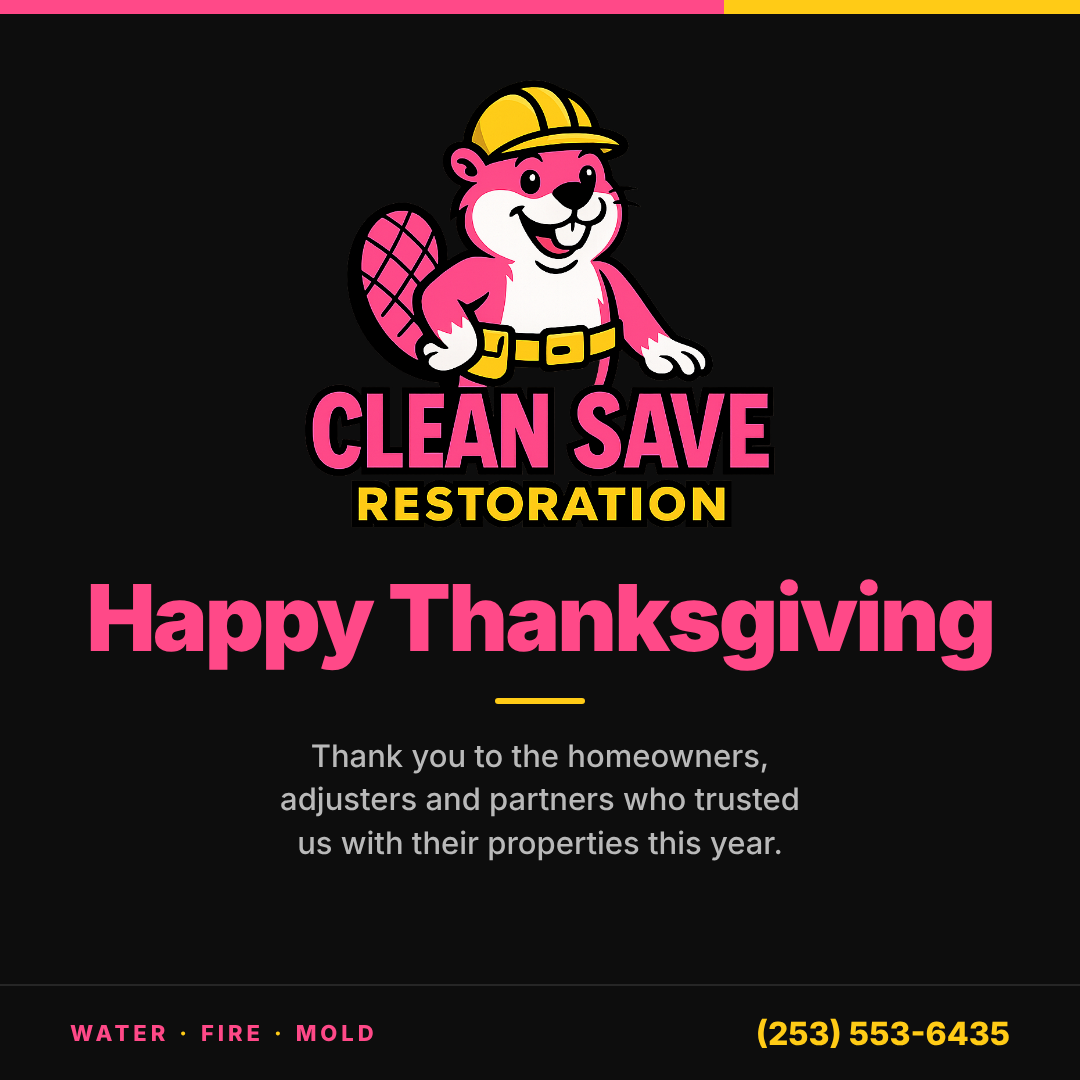 CLEAN SAVE
RESTORATION
Happy Thanksgiving
Thank you to the homeowners,
adjusters and partners who trusted
us with their properties this year.
WATER · FIRE · MOLD
(253) 553-6435